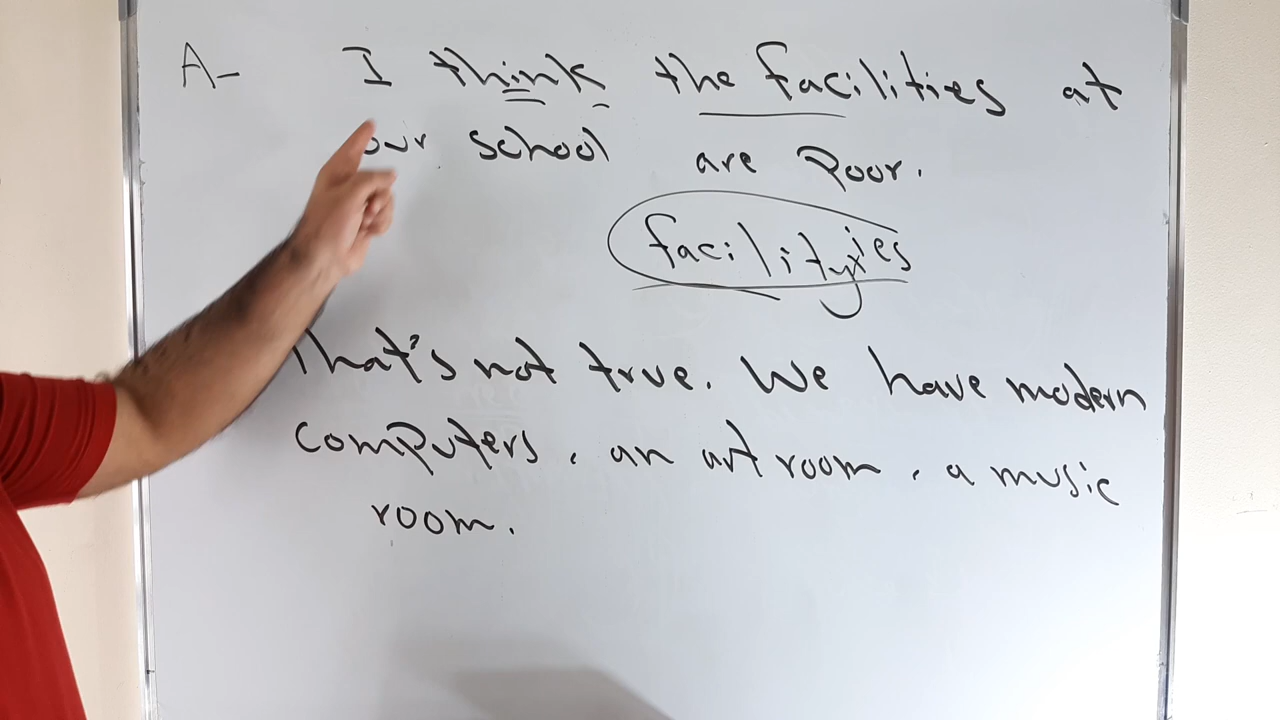 A- I think the facilities at
our school are poor.
facilityies
That's not true. We have modern
computers, an art room, a music
room.